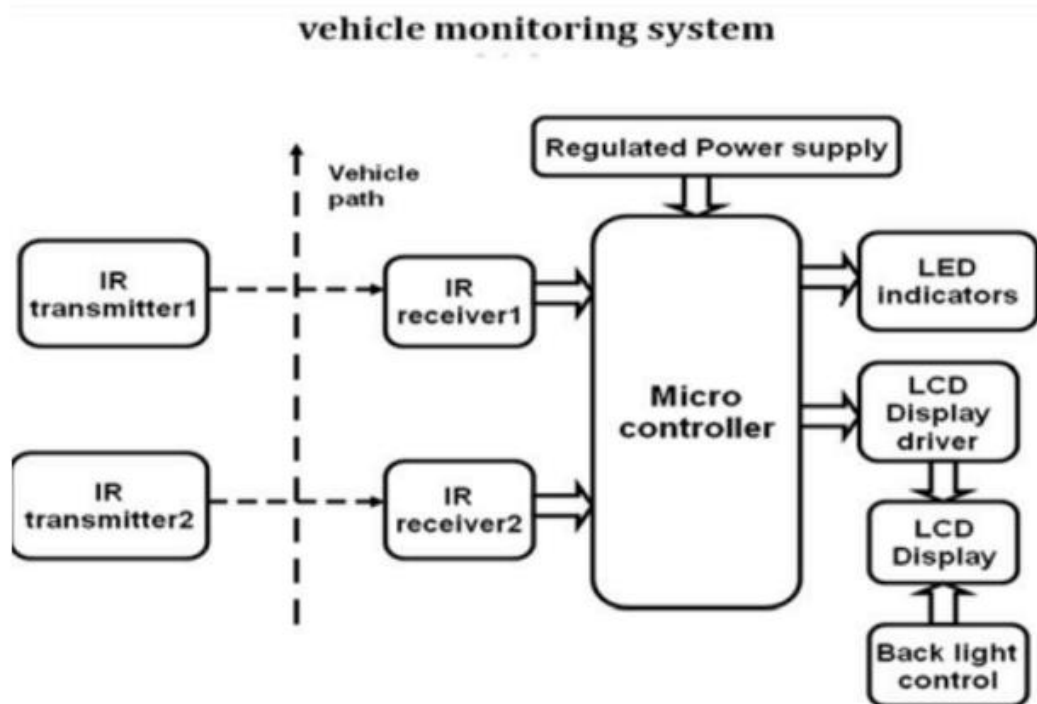 vehicle monitoring system
Regulated Power supply
Vehicle
path
IR
transmitter1
IR
receiver1
LED
indicators
Micro
controller
LCD
Display
driver
IR
transmitter2
IR
receiver2
LCD
Display
Back light
control